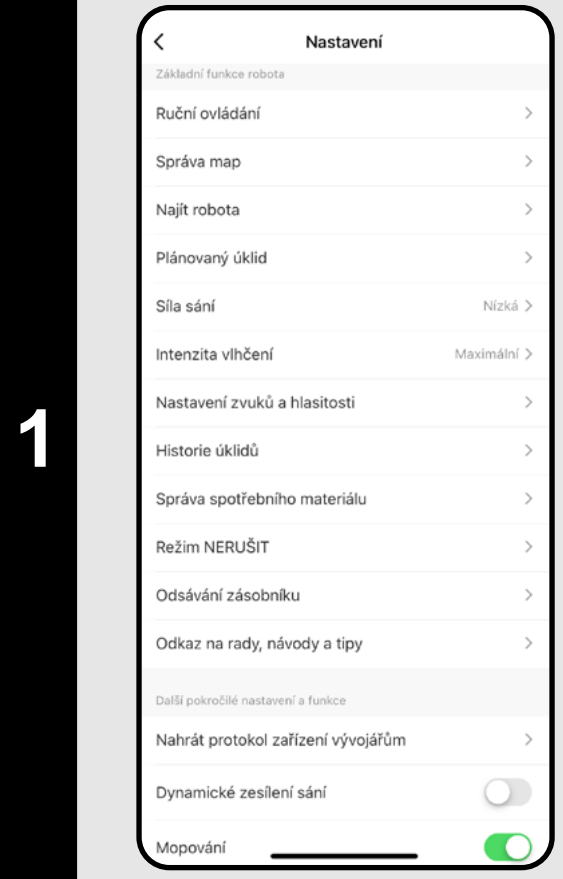 1
Nastavení
Základní funkce robota
Ruční ovládání
Správa map
Najít robota
Plánovaný úklid
Síla sání Nízká
Intenzita vlhčení Maximální
Nastavení zvuků a hlasitosti
Historie úklidů
Správa spotřebního materiálu
Režim NERUŠIT
Odsávání zásobníku
Odkaz na rady, návody a tipy
Další pokročilé nastavení a funkce
Nahrát protokol zařízení vývojářům
Dynamické zesílení sání
Mopování